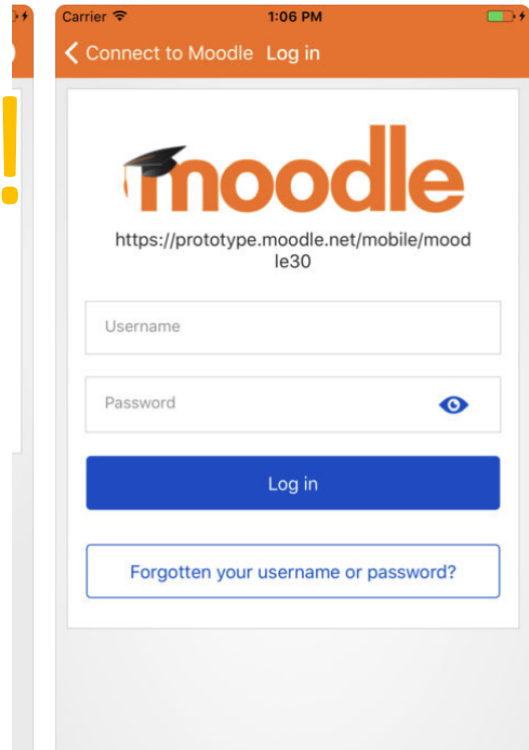 !
Carrier 1:06 PM
Connect to Moodle Log in
moodle
https://prototype.moodle.net/mobile/mood
le30
Username
Password
Log in
Forgotten your username or password?